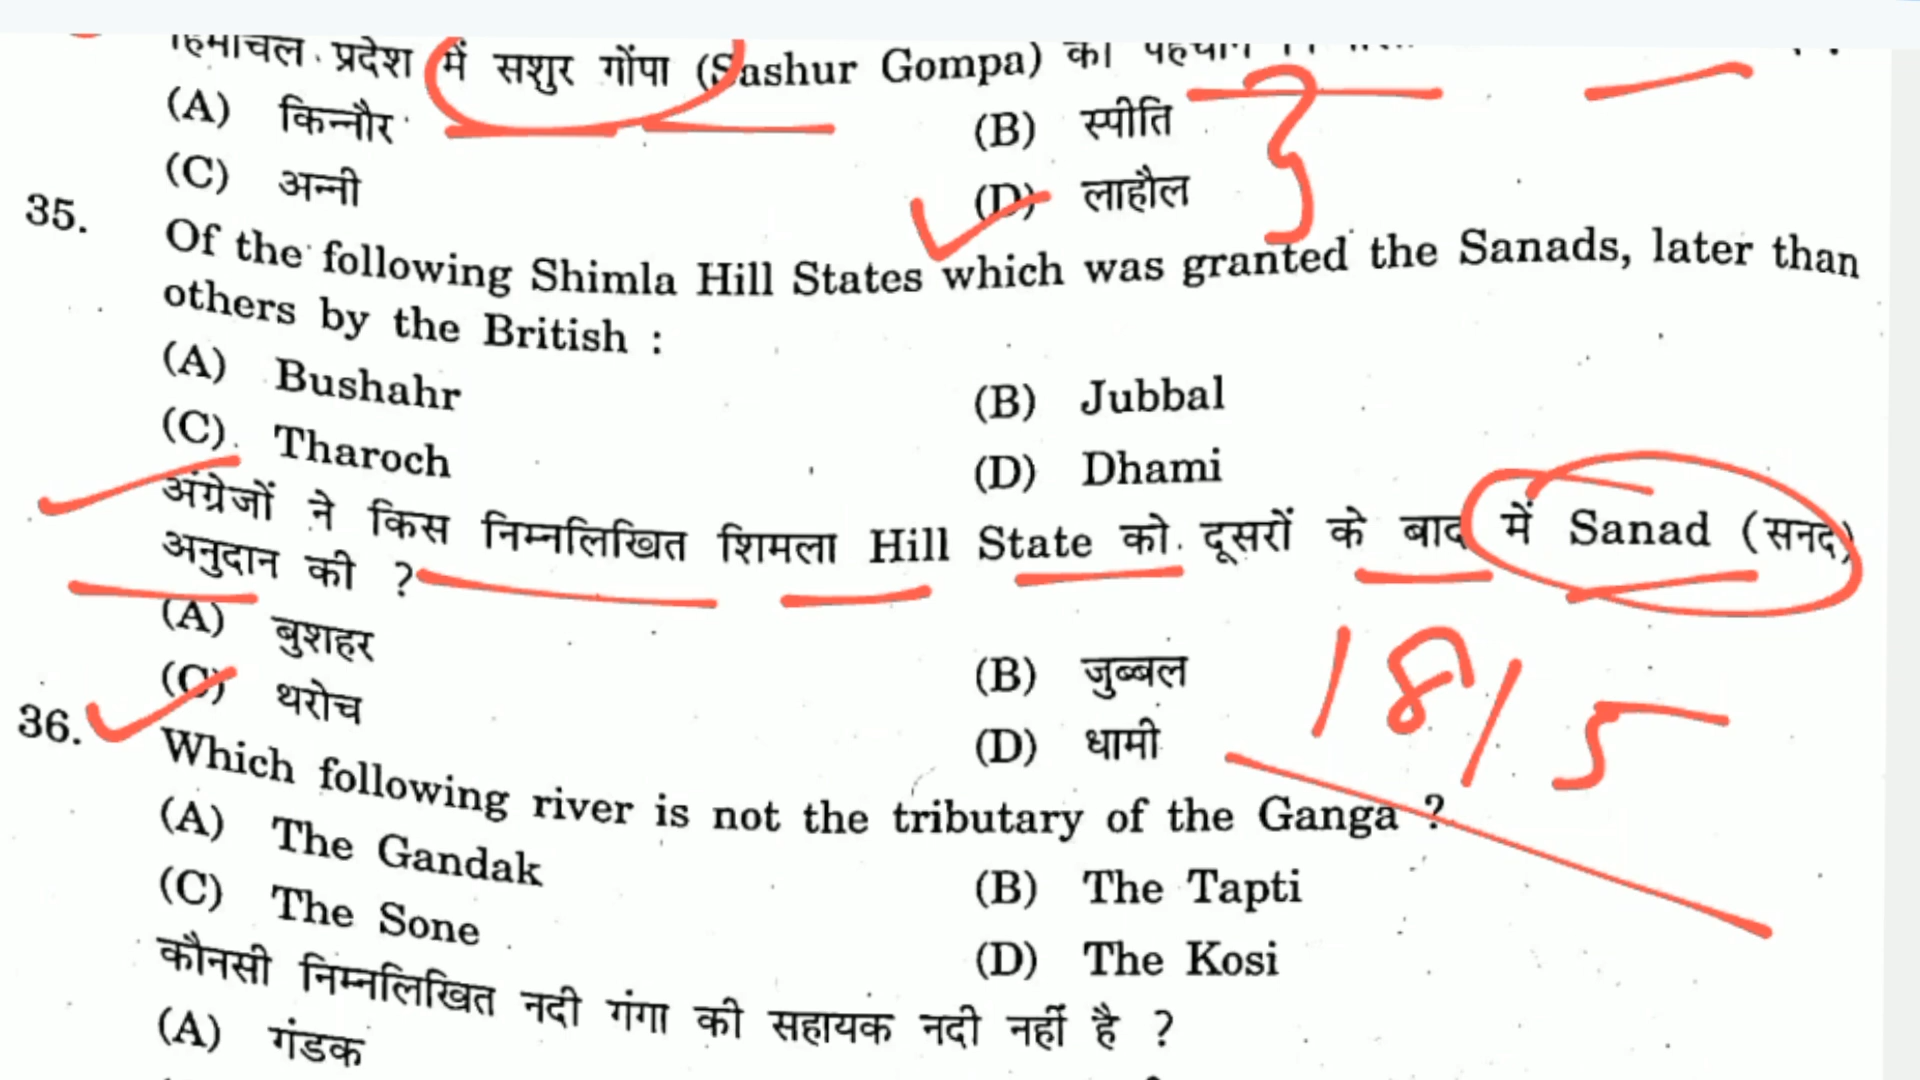 हिमाचल प्रदेश में सशुर गोंपा (Sashur Gompa) की पहचान
(A) किन्नौर (B) स्पीति
(C) अन्नी (D) लाहौल
35. Of the following Shimla Hill States which was granted the Sanads, later than
others by the British :
(A) Bushahr (B) Jubbal
(C) Tharoch (D) Dhami
अंग्रेजों ने किस निम्नलिखित शिमला Hill State को दूसरों के बाद में Sanad (सनद)
अनुदान की ?
(A) बुशहर (B) जुब्बल
(C) थरोच (D) धामी
1815
36. Which following river is not the tributary of the Ganga ?
(A) The Gandak (B) The Tapti
(C) The Sone (D) The Kosi
कौनसी निम्नलिखित नदी गंगा की सहायक नदी नहीं है ?
(A) गंडक